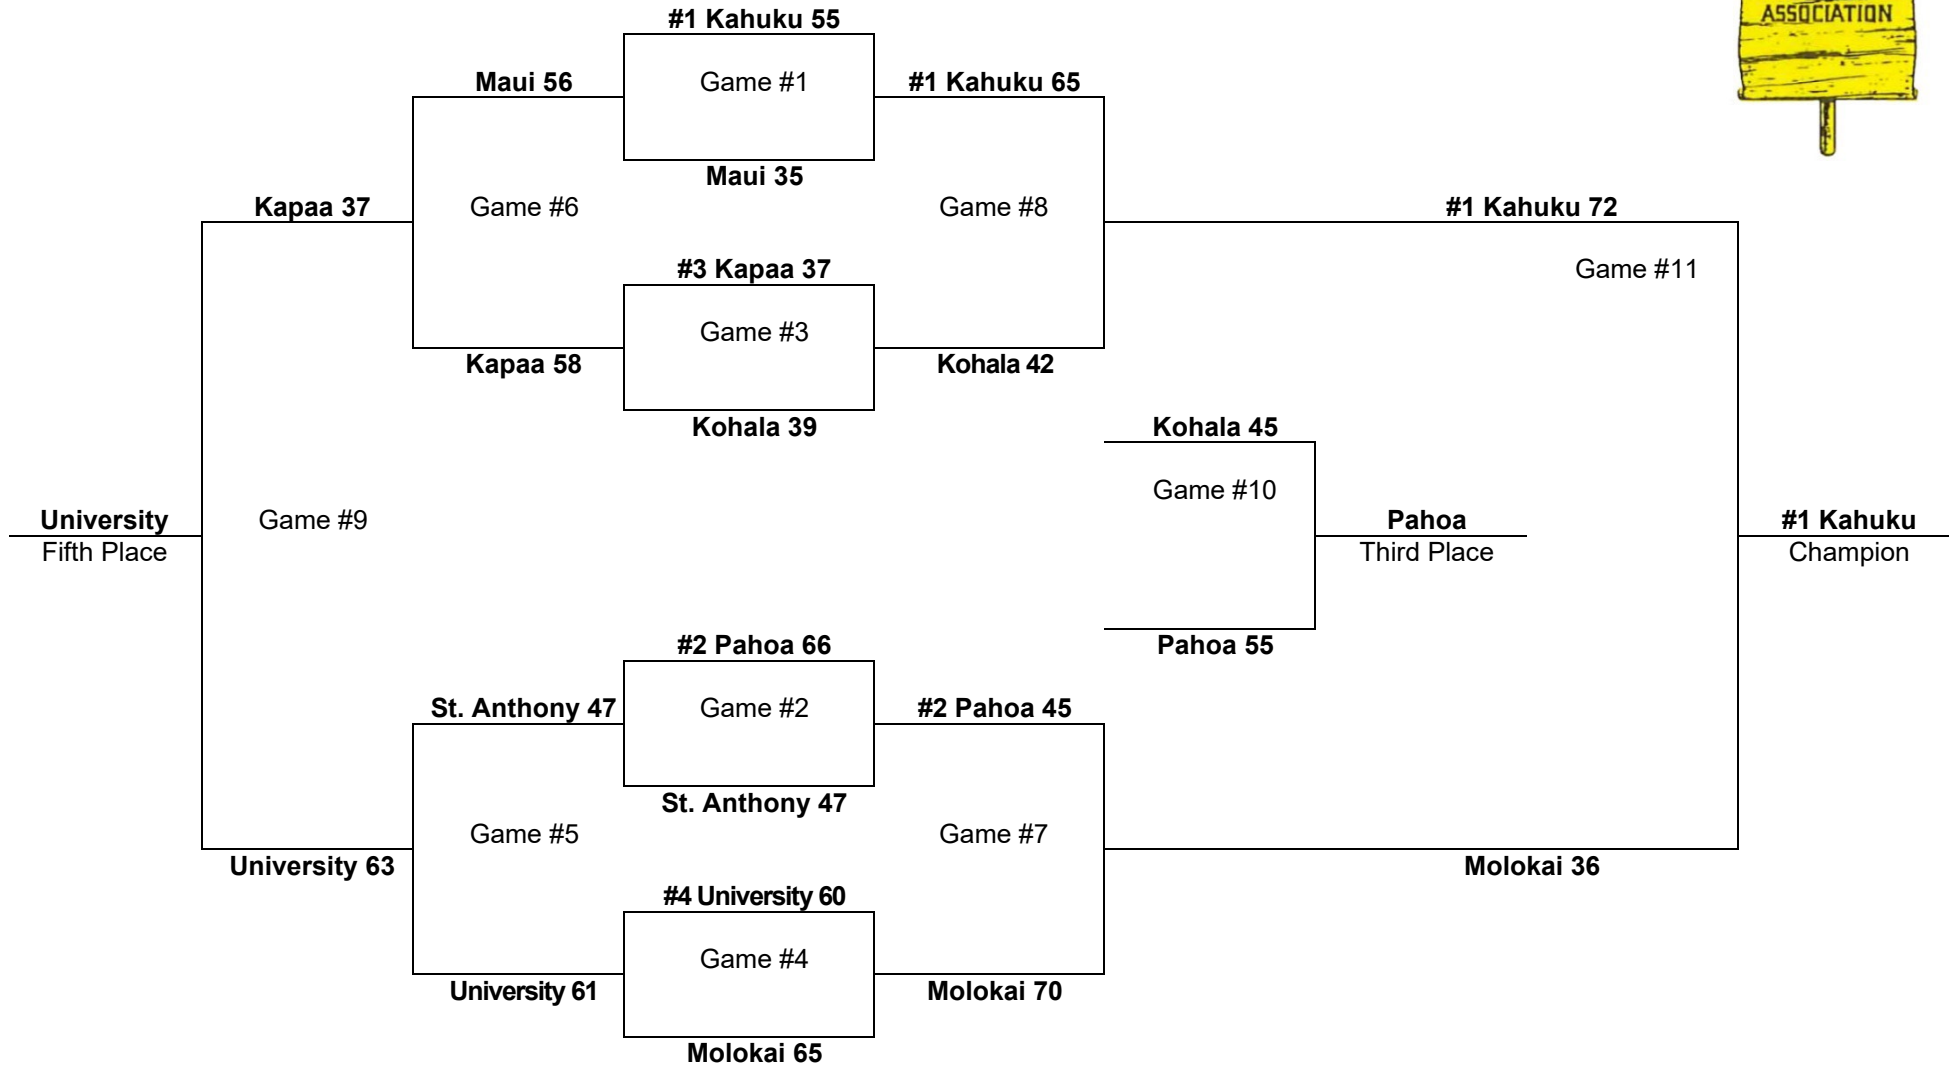 ASSOCIATION
#1 Kahuku 55
Maui 56
Game #1
#1 Kahuku 65
Maui 35
Kapaa 37
Game #6
Game #8
#1 Kahuku 72
#3 Kapaa 37
Game #11
Game #3
Kapaa 58
Kohala 42
Kohala 39
Kohala 45
Game #10
University
Game #9
Pahoa
#1 Kahuku
Fifth Place
Third Place
Champion
#2 Pahoa 66
Pahoa 55
St. Anthony 47
Game #2
#2 Pahoa 45
St. Anthony 47
Game #5
Game #7
University 63
Molokai 36
#4 University 60
Game #4
University 61
Molokai 70
Molokai 65